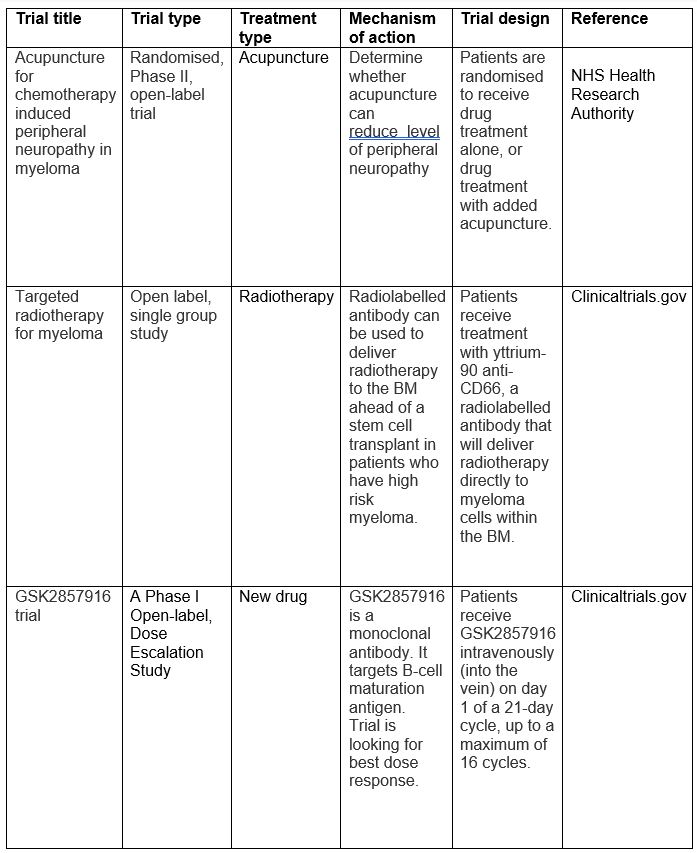 Trial title
Trial type
Treatment
type
Mechanism
of action
Trial design
Reference
Acupuncture
for
chemotherapy
induced
peripheral
neuropathy in
myeloma
Randomised,
Phase II,
open-label
trial
Acupuncture
Determine
whether
acupuncture
can
reduce level
of peripheral
neuropathy
Patients are
randomised
to receive
drug
treatment
alone, or
drug
treatment
with added
acupuncture.
NHS Health
Research
Authority
Targeted
radiotherapy
for myeloma
Open label,
single group
study
Radiotherapy
Radiolabelled
antibody can
be used to
deliver
radiotherapy
to the BM
ahead of a
stem cell
transplant in
patients who
have high
risk
myeloma.
Patients
receive
treatment
with yttrium-
90 anti-
CD66, a
radiolabelled
antibody that
will deliver
radiotherapy
directly to
myeloma
cells within
the BM.
Clinicaltrials.gov
GSK2857916
trial
A Phase I
Open-label,
Dose
Escalation
Study
New drug
GSK2857916
is a
monoclonal
antibody. It
targets B-cell
maturation
antigen.
Trial is
looking for
best dose
response.
Patients
receive
GSK2857916
intravenously
(into the
vein) on day
1 of a 21-day
cycle, up to a
maximum of
16 cycles.
Clinicaltrials.gov